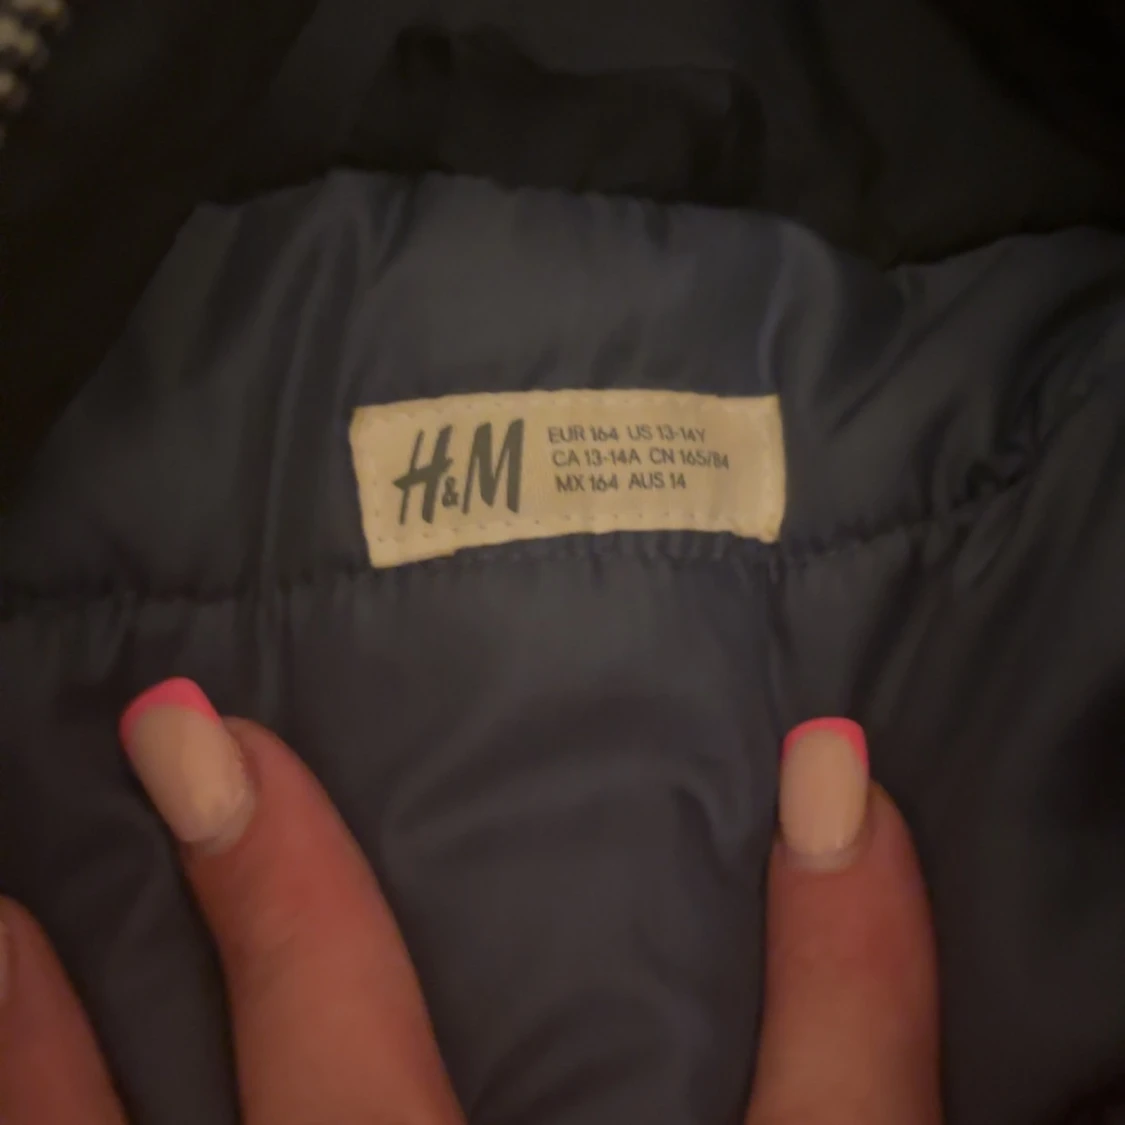 H&M
EUR 164 US 13-14Y
CA 13-14A CN 165/84
MX 164 AUS 14